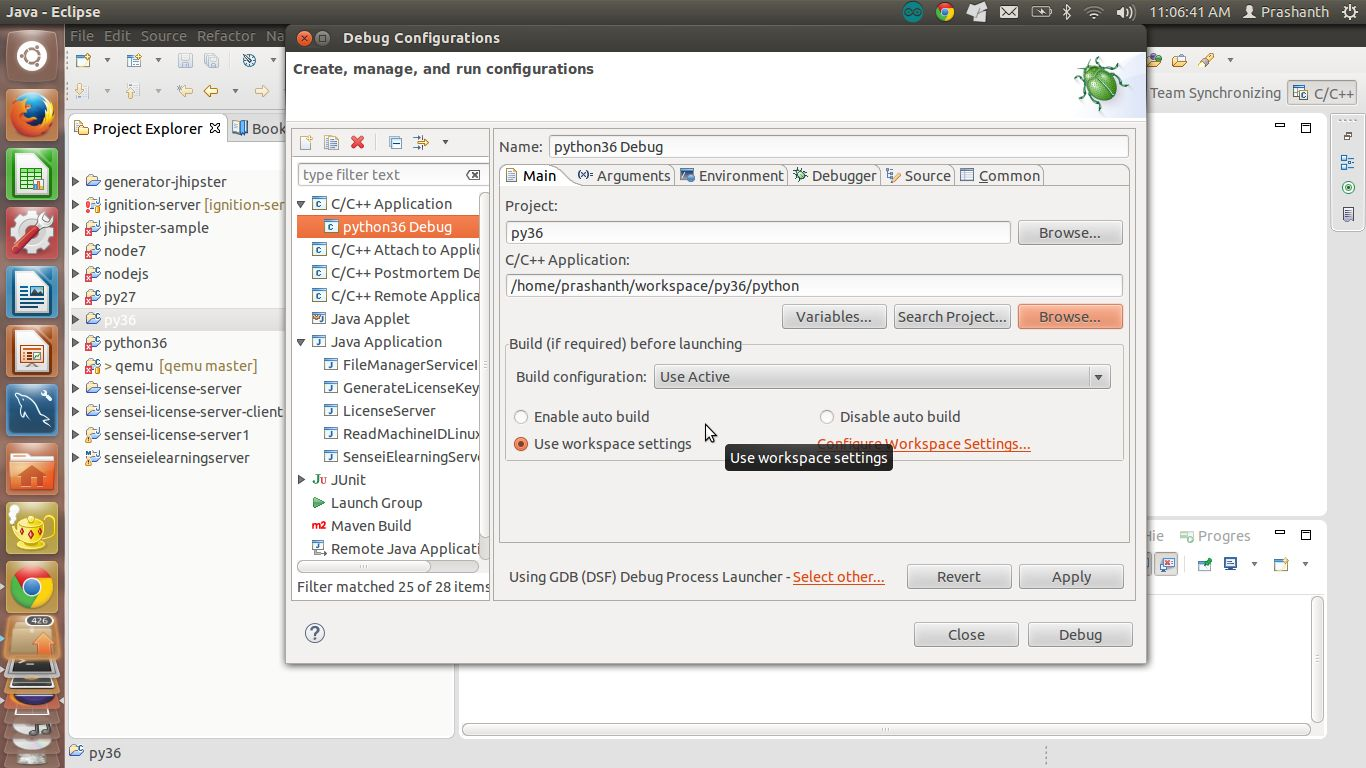 Java - Eclipse
11:06:41 AM
Prashanth
File Edit Source Refactor Na
Debug Configurations
Create, manage, and run configurations
Team Synchronizing
C/C++
Project Explorer
Book
generator-jhipster
ignition-server [ignition-ser
jhipster-sample
node7
nodejs
py27
py36
python36
> qemu [qemu master]
sensei-license-server
sensei-license-server-client
sensei-license-server1
senseielearningserver
type filter text
C/C++ Application
python36 Debug
C/C++ Attach to Applic
C/C++ Postmortem De
C/C++ Remote Applica
Java Applet
Java Application
FileManagerServiceI
GenerateLicenseKey
LicenseServer
ReadMachineIDLinux
SenseiElearningServe
JU JUnit
Launch Group
m2 Maven Build
Remote Java Applicati
Filter matched 25 of 28 items
Name: python36 Debug
Main
(x)= Arguments
Environment
Debugger
Source
Common
Project:
py36
Browse...
C/C++ Application:
/home/prashanth/workspace/py36/python
Variables...
Search Project...
Browse...
Build (if required) before launching
Build configuration: Use Active
Enable auto build
Disable auto build
Use workspace settings
Configure Workspace Settings...
Use workspace settings
Using GDB (DSF) Debug Process Launcher - Select other...
Revert
Apply
Close
Debug
Hie
Progres
426
py36